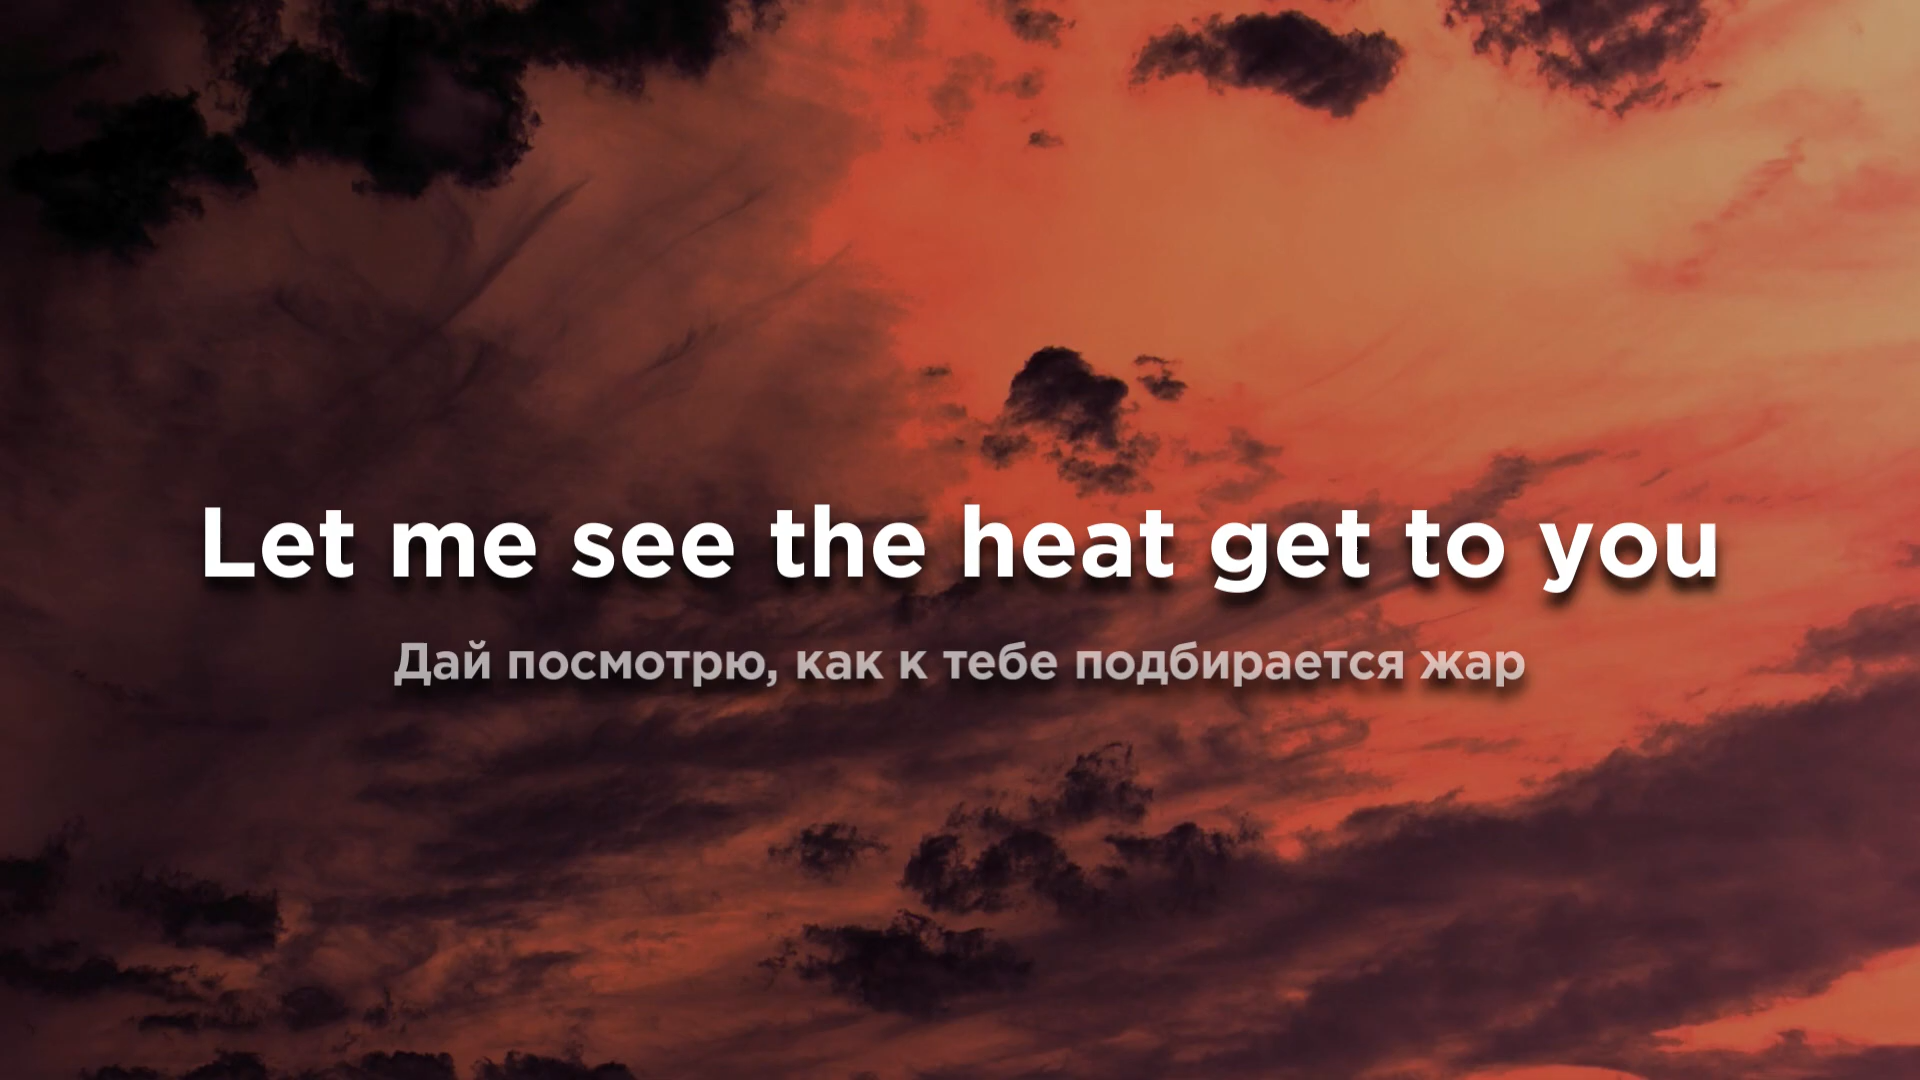 Let me see the heat get to you
Дай посмотрю, как к тебе подбирается жар